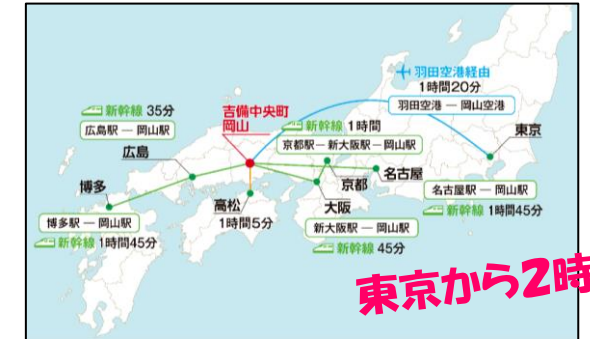 羽田空港経由
1時間20分
羽田空港 ― 岡山空港
新幹線 35分
広島駅 ― 岡山駅
吉備中央町
岡山
新幹線 1時間
京都駅 ― 新大阪駅 ― 岡山駅
東京
広島
名古屋
京都
博多
名古屋駅 ― 岡山駅
新幹線 1時間45分
高松
1時間5分
大阪
博多駅 ― 岡山駅
新幹線 1時間45分
新大阪駅 ― 岡山駅
新幹線 45分
東京から2時